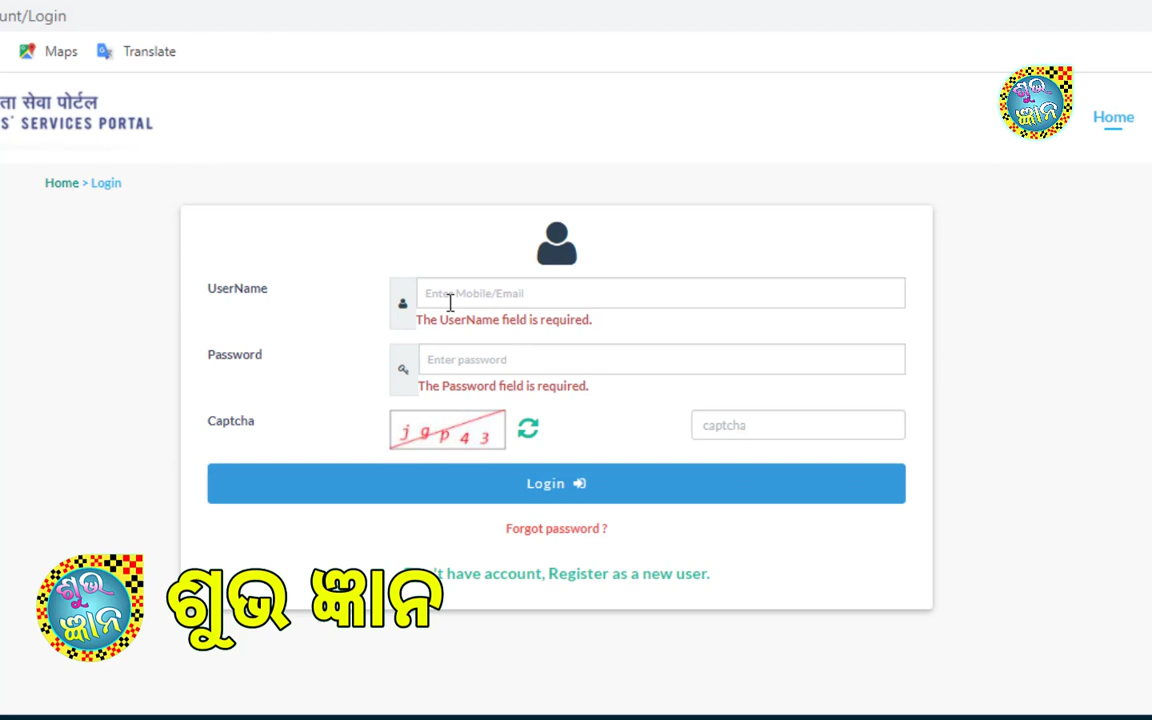 unt/Login
Maps Translate
ता सेवा पोर्टल
S' SERVICES PORTAL
ଶୁଭ
ଜ୍ଞାନ
Home
Home > Login
UserName
Enter Mobile/Email
The UserName field is required.
Password
Enter password
The Password field is required.
Captcha
jgp43
captcha
Login
Forgot password ?
't have account, Register as a new user.
ଶୁଭ
ଜ୍ଞାନ
ଶୁଭ ଜ୍ଞାନ